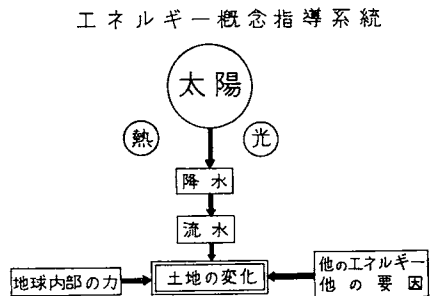 エネルギー概念指導系統
太陽
熱
光
降水
流水
地球内部の力
土地の変化
他のエネルギー
他の要因